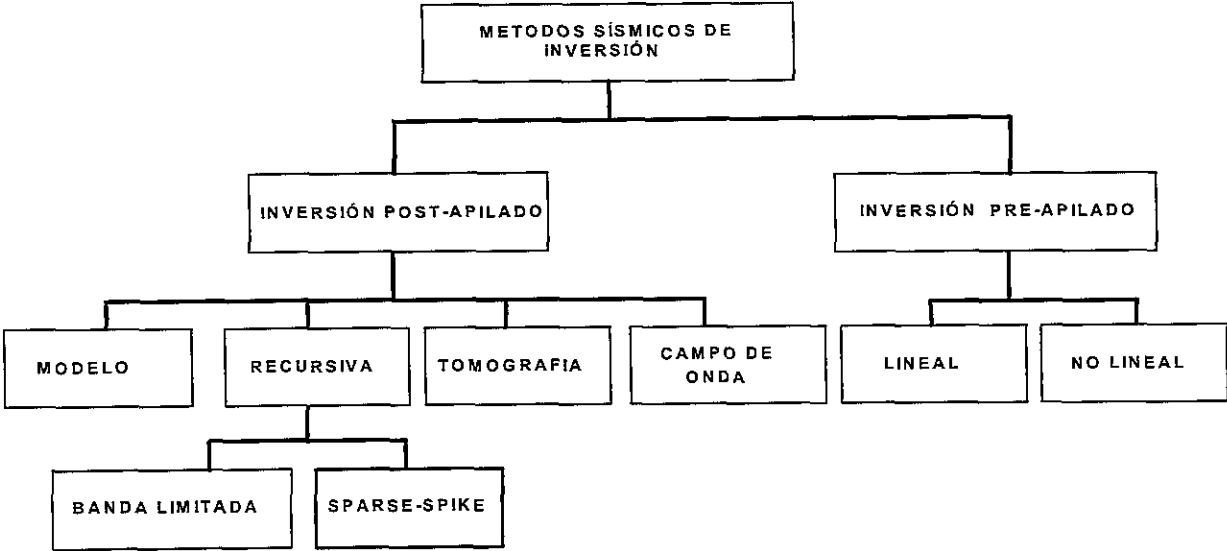 METODOS SÍSMICOS DE
INVERSIÓN
INVERSIÓN POST-APILADO
INVERSIÓN PRE-APILADO
MODELO
RECURSIVA
TOMOGRAFIA
CAMPO DE
ONDA
LINEAL
NO LINEAL
BANDA LIMITADA
SPARSE-SPIKE